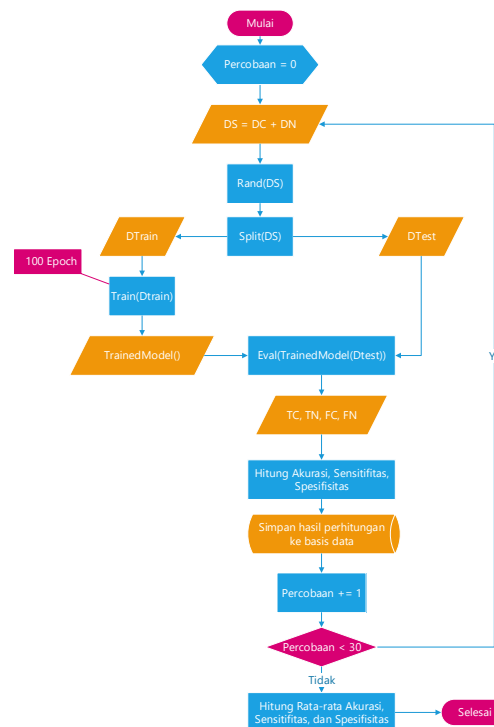 Mulai
Percobaan = 0
DS = DC + DN
Rand(DS)
DTrain
Split(DS)
DTest
100 Epoch
Train(Dtrain)
TrainedModel()
Eval(TrainedModel(Dtest))
Y
TC, TN, FC, FN
Hitung Akurasi, Sensitifitas,
Spesifisitas
Simpan hasil perhitungan
ke basis data
Percobaan += 1
Percobaan < 30
Tidak
Hitung Rata-rata Akurasi,
Sensitifitas, dan Spesifisitas
Selesai